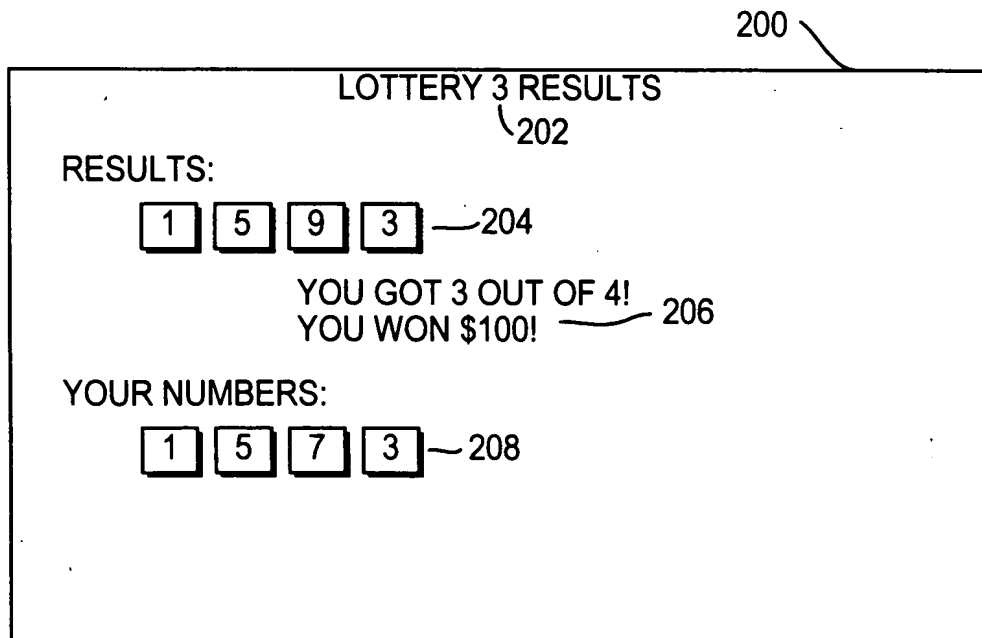 200
LOTTERY 3 RESULTS
202
RESULTS:
1 5 9 3 204
YOU GOT 3 OUT OF 4!
YOU WON $100! 206
YOUR NUMBERS:
1 5 7 3 208